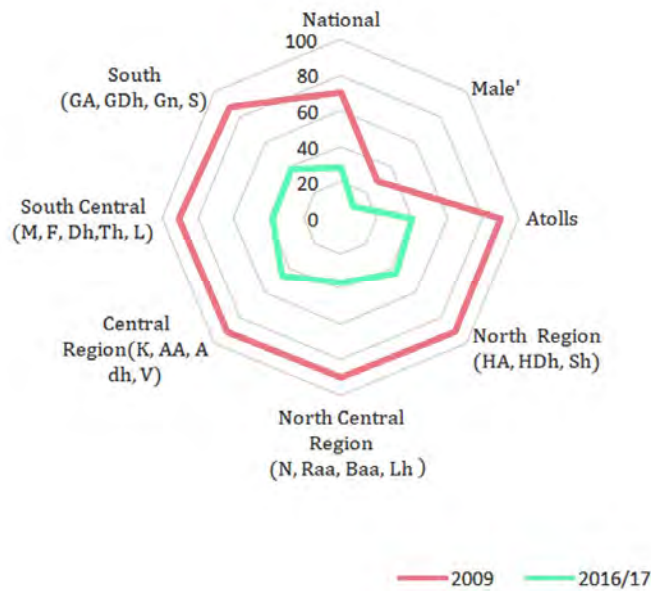 National
100
80
60
40
20
0
Male'
Atolls
North Region
(HA, HDh, Sh)
North Central
Region
(N, Raa, Baa, Lh )
Central
Region(K, AA, A
dh, V)
South Central
(M, F, Dh,Th, L)
South
(GA, GDh, Gn, S)
2009
2016/17